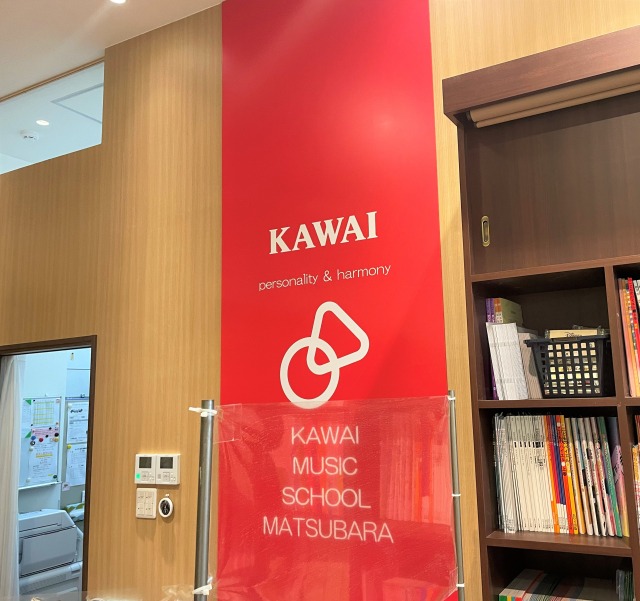 KAWAI
personality & harmony
KAWAI
MUSIC
SCHOOL
MATSUBARA